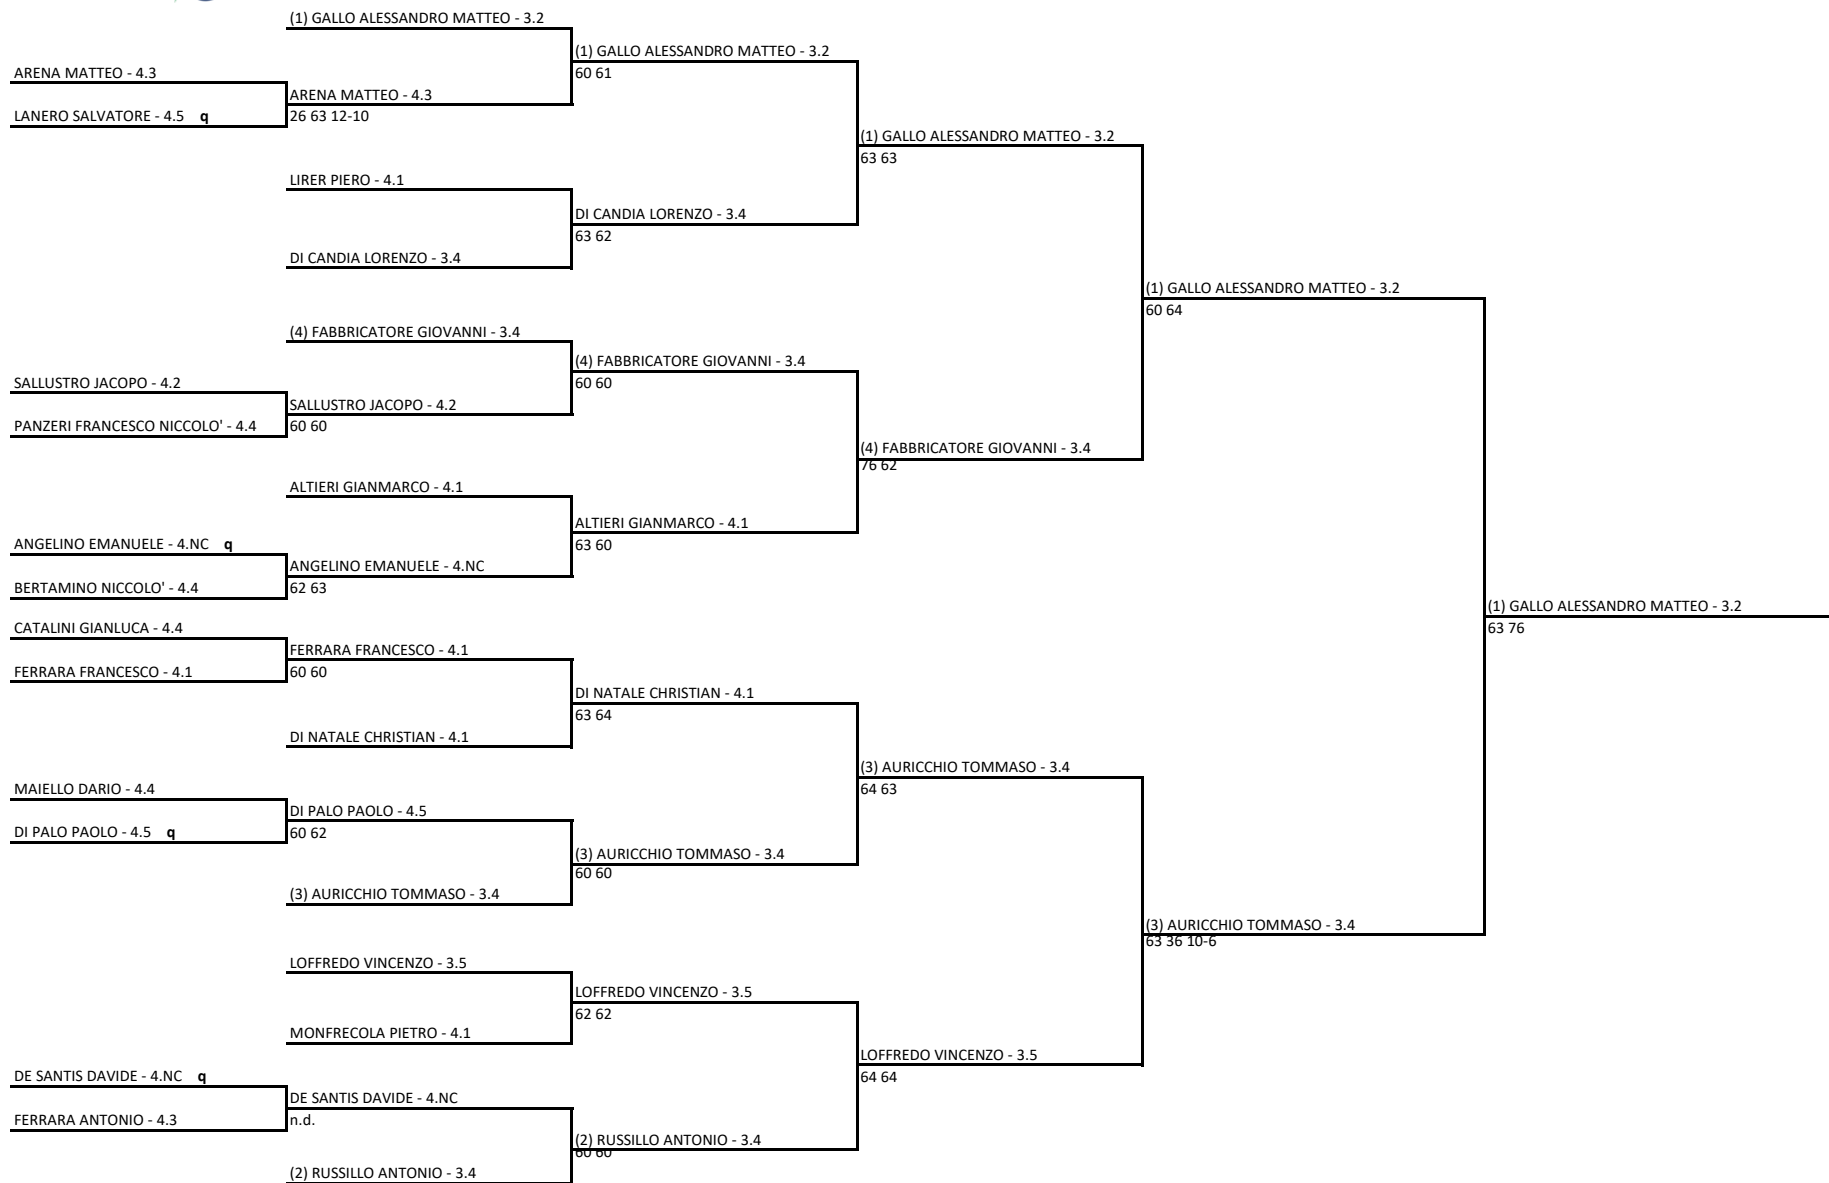 (1) GALLO ALESSANDRO MATTEO - 3.2
(1) GALLO ALESSANDRO MATTEO - 3.2
ARENA MATTEO - 4.3
60 61
ARENA MATTEO - 4.3
LANERO SALVATORE - 4.5 q
26 63 12-10
(1) GALLO ALESSANDRO MATTEO - 3.2
63 63
LIRER PIERO - 4.1
DI CANDIA LORENZO - 3.4
63 62
DI CANDIA LORENZO - 3.4
(1) GALLO ALESSANDRO MATTEO - 3.2
60 64
(4) FABBRICATORE GIOVANNI - 3.4
(4) FABBRICATORE GIOVANNI - 3.4
SALLUSTRO JACOPO - 4.2
60 60
SALLUSTRO JACOPO - 4.2
PANZERI FRANCESCO NICCOLO' - 4.4
60 60
(4) FABBRICATORE GIOVANNI - 3.4
76 62
ALTIERI GIANMARCO - 4.1
ALTIERI GIANMARCO - 4.1
ANGELINO EMANUELE - 4.NC q
63 60
ANGELINO EMANUELE - 4.NC
BERTAMINO NICCOLO' - 4.4
62 63
(1) GALLO ALESSANDRO MATTEO - 3.2
CATALINI GIANLUCA - 4.4
63 76
FERRARA FRANCESCO - 4.1
FERRARA FRANCESCO - 4.1
60 60
DI NATALE CHRISTIAN - 4.1
63 64
DI NATALE CHRISTIAN - 4.1
(3) AURICCHIO TOMMASO - 3.4
MAIELLO DARIO - 4.4
64 63
DI PALO PAOLO - 4.5
DI PALO PAOLO - 4.5 q
60 62
(3) AURICCHIO TOMMASO - 3.4
60 60
(3) AURICCHIO TOMMASO - 3.4
(3) AURICCHIO TOMMASO - 3.4
63 36 10-6
LOFFREDO VINCENZO - 3.5
LOFFREDO VINCENZO - 3.5
62 62
MONFRECOLA PIETRO - 4.1
LOFFREDO VINCENZO - 3.5
DE SANTIS DAVIDE - 4.NC q
64 64
DE SANTIS DAVIDE - 4.NC
FERRARA ANTONIO - 4.3
n.d.
(2) RUSSILLO ANTONIO - 3.4
60 60
(2) RUSSILLO ANTONIO - 3.4